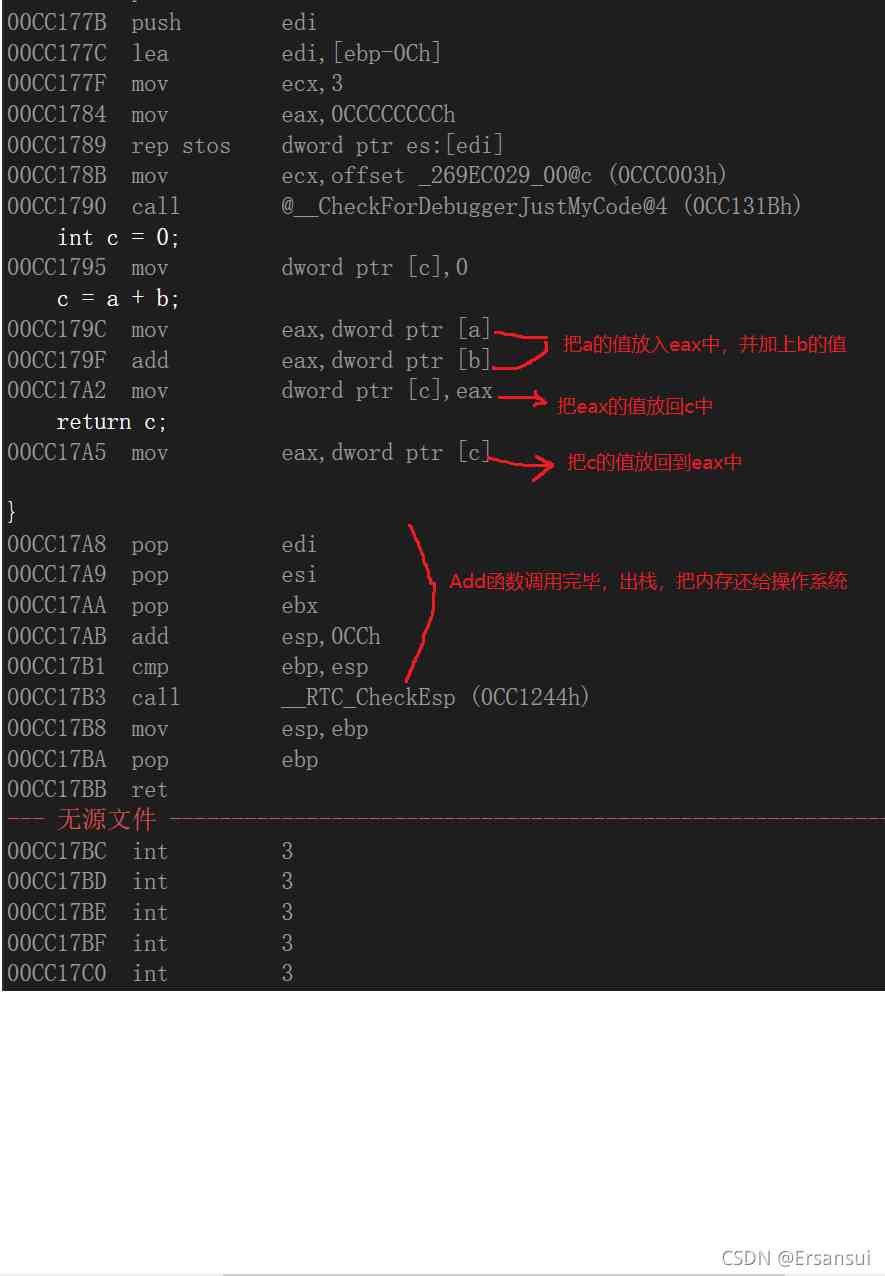 00CC177B push edi
00CC177C lea edi,[ebp-0Ch]
00CC177F mov ecx,3
00CC1784 mov eax,0CCCCCCCCh
00CC1789 rep stos dword ptr es:[edi]
00CC178B mov ecx,offset _269EC029_00@c (0CCC003h)
00CC1790 call @__CheckForDebuggerJustMyCode@4 (0CC131Bh)
int c = 0;
00CC1795 mov dword ptr [c],0
c = a + b;
00CC179C mov eax,dword ptr [a]
把a的值放入eax中，并加上b的值
00CC179F add eax,dword ptr [b]
00CC17A2 mov dword ptr [c],eax
把eax的值放回c中
return c;
00CC17A5 mov eax,dword ptr [c]
把c的值放回到eax中
}
00CC17A8 pop edi
00CC17A9 pop esi
Add函数调用完毕，出栈，把内存还给操作系统
00CC17AA pop ebx
00CC17AB add esp,0CCh
00CC17B1 cmp ebp,esp
00CC17B3 call __RTC_CheckEsp (0CC1244h)
00CC17B8 mov esp,ebp
00CC17BA pop ebp
00CC17BB ret
--- 无源文件 ---
00CC17BC int 3
00CC17BD int 3
00CC17BE int 3
00CC17BF int 3
00CC17C0 int 3
CSDN @Ersansui